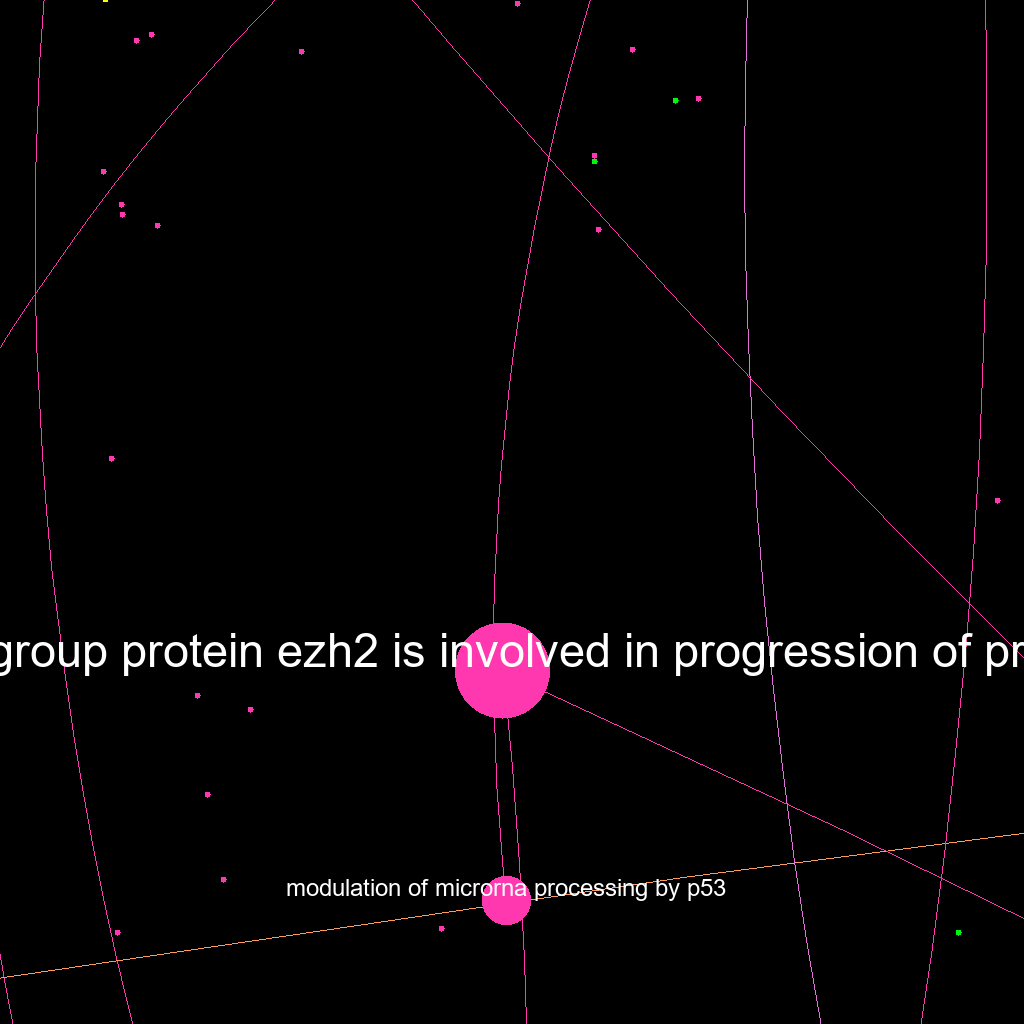 group protein ezh2 is involved in progression of pr
modulation of microrna processing by p53